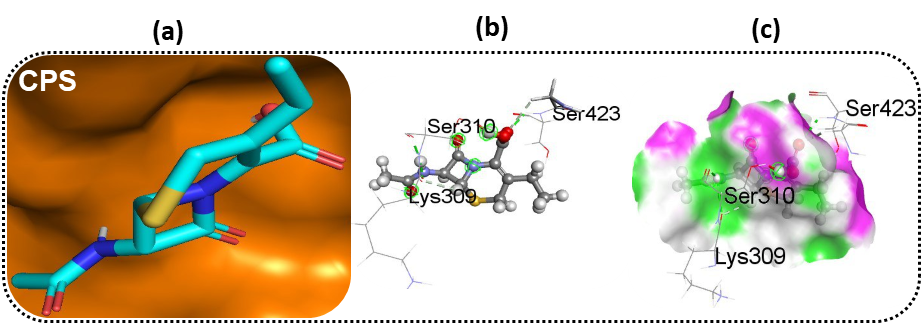 (a)
(b)
(c)
CPS
Ser310
Ser423
Lys309
Ser423
Ser310
Lys309